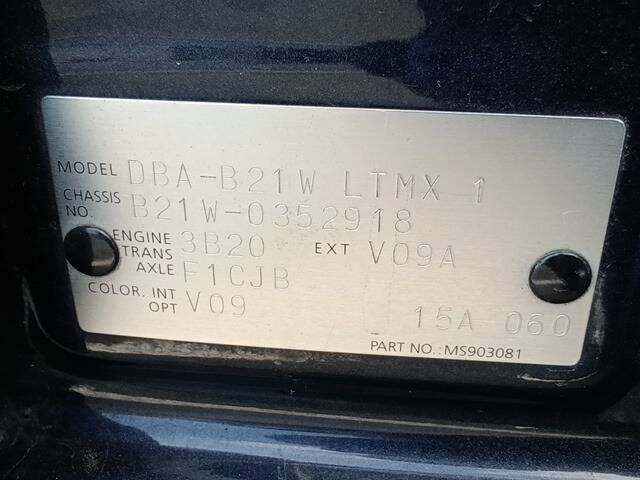 MODEL DBA-B21W LTMX 1
CHASSIS NO. B21W-0352918
ENGINE 3B20 EXT V09A
TRANS AXLE F1CJB
COLOR. INT OPT V09 15A 060
PART NO.: MS903081